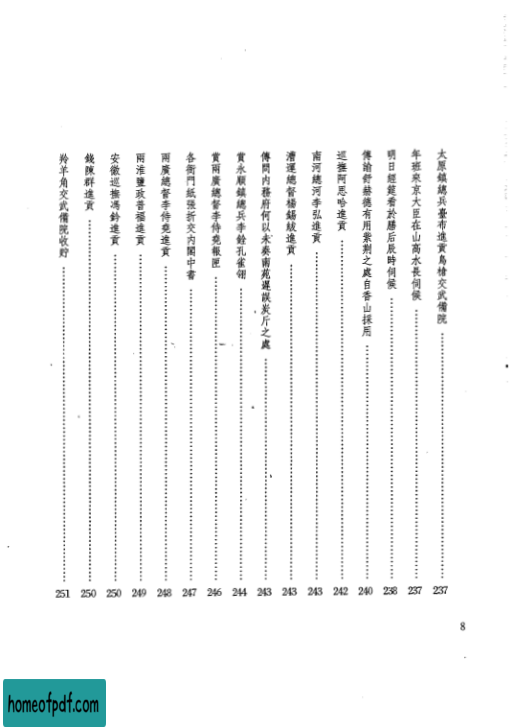 太原鎮總兵臺布進貢鳥槍交武備院 237
年班來京大臣在山高水長伺候 237
明日經筵着於膳后辰時伺候 238
傳諭舒赫德有用紫荆之處自香山採用 240
巡撫阿思哈進貢 242
南河總河李弘進貢 243
漕運總督楊錫紱進貢 243
傳問內務府何以未奏南苑遲誤炭斤之處 243
賞永順鎮總兵李銓孔雀翎 244
賞兩廣總督李侍堯報匣 246
各衙門紙張折交內閣中書 247
兩廣總督李侍堯進貢 248
兩淮鹽政普福進貢 249
安徽巡撫馮鈐進貢 250
錢陳群進貢 250
羚羊角交武備院收貯 251
8
homeofpdf.com